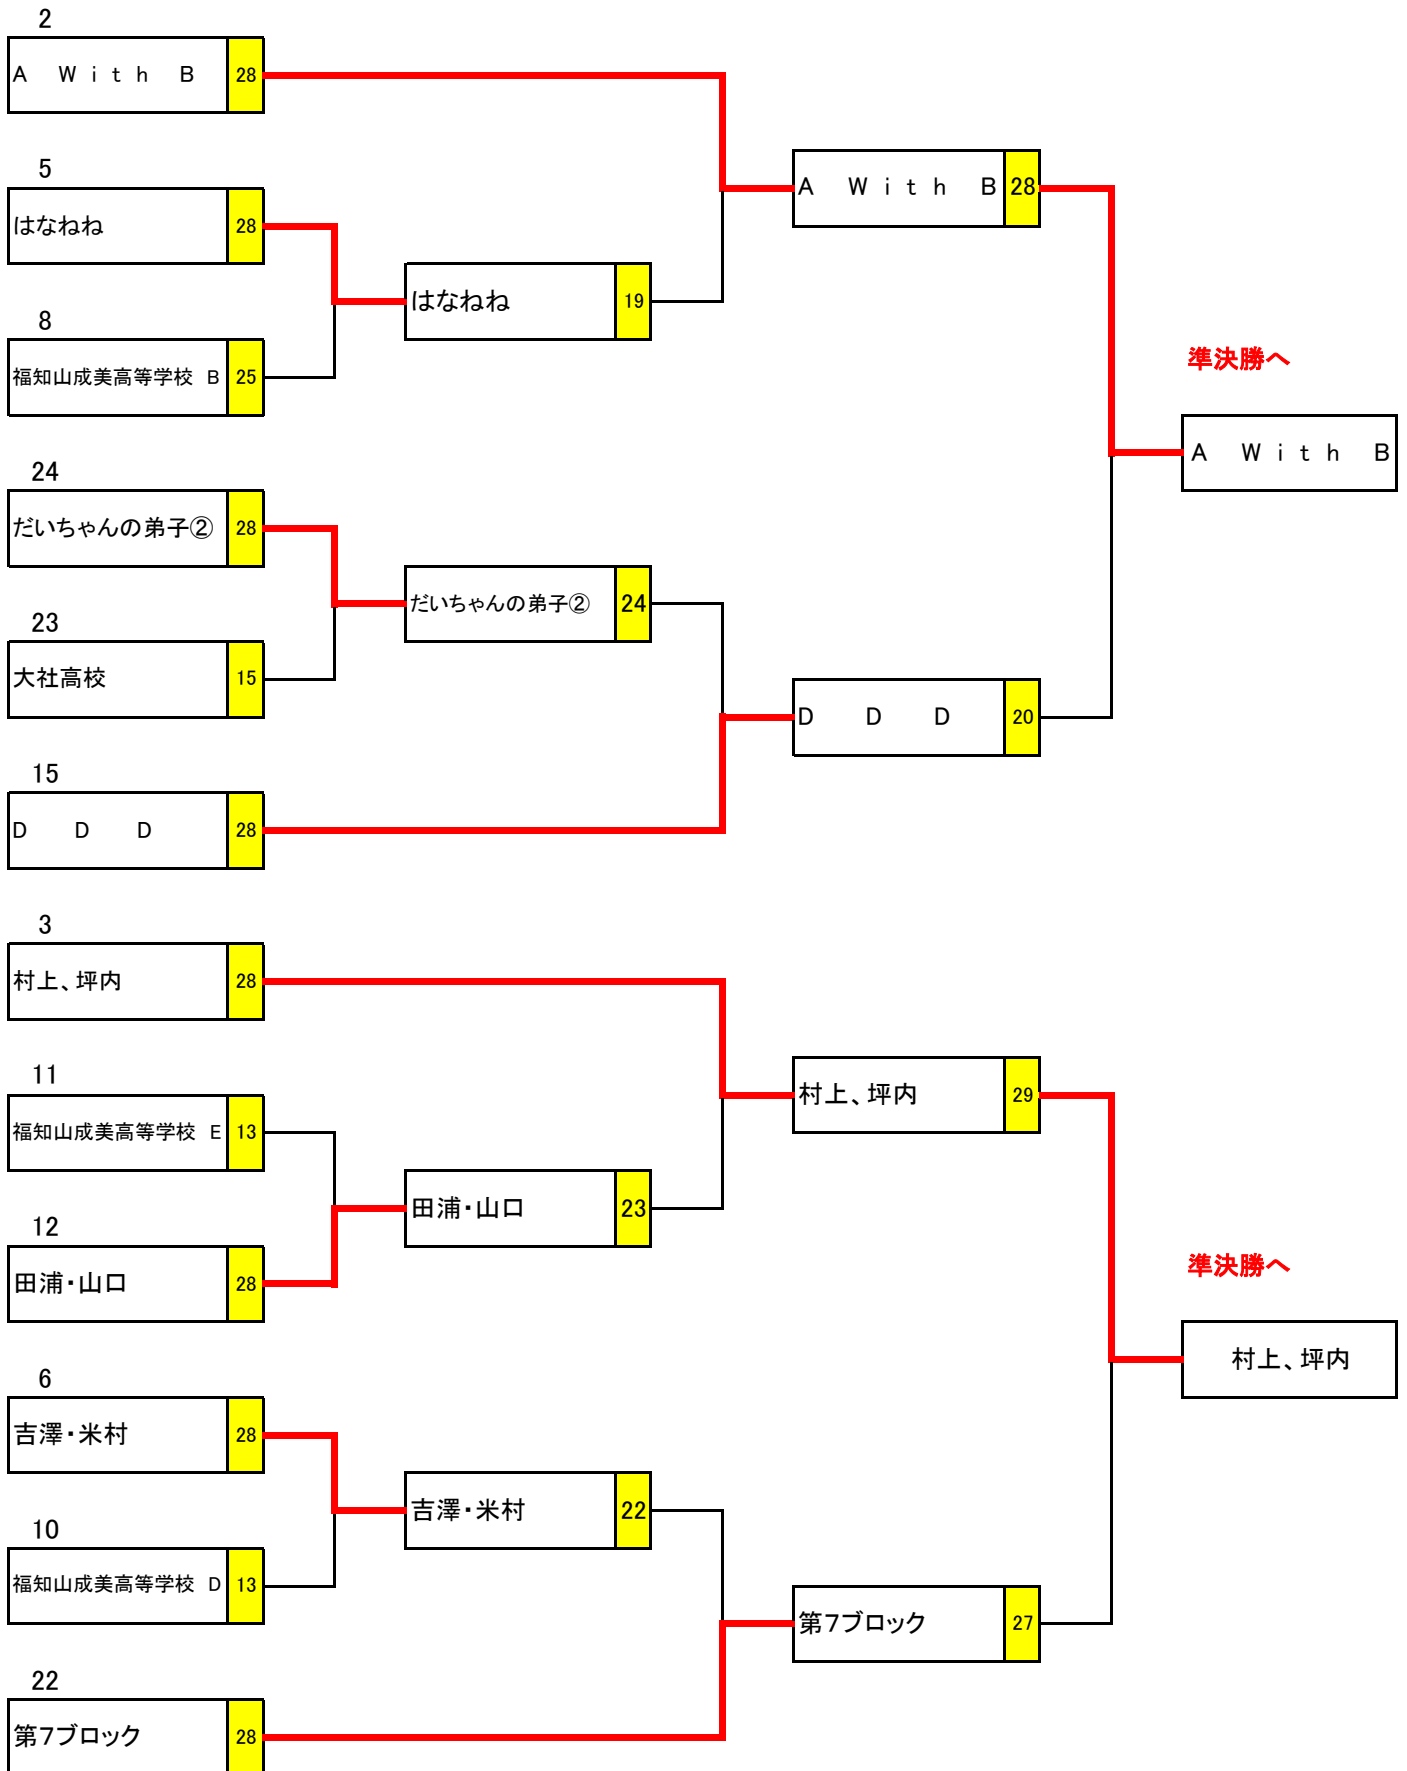 2
A With B 28
A With B 28
5
はなねね 28
はなねね 19
8
福知山成美高等学校 B 25
準決勝へ
A With B
24
だいちゃんの弟子② 28
だいちゃんの弟子② 24
23
大社高校 15
D D D 20
15
D D D 28
3
村上、坪内 28
村上、坪内 29
11
福知山成美高等学校 E 13
田浦・山口 23
12
田浦・山口 28
準決勝へ
村上、坪内
6
吉澤・米村 28
吉澤・米村 22
10
福知山成美高等学校 D 13
第7ブロック 27
22
第7ブロック 28